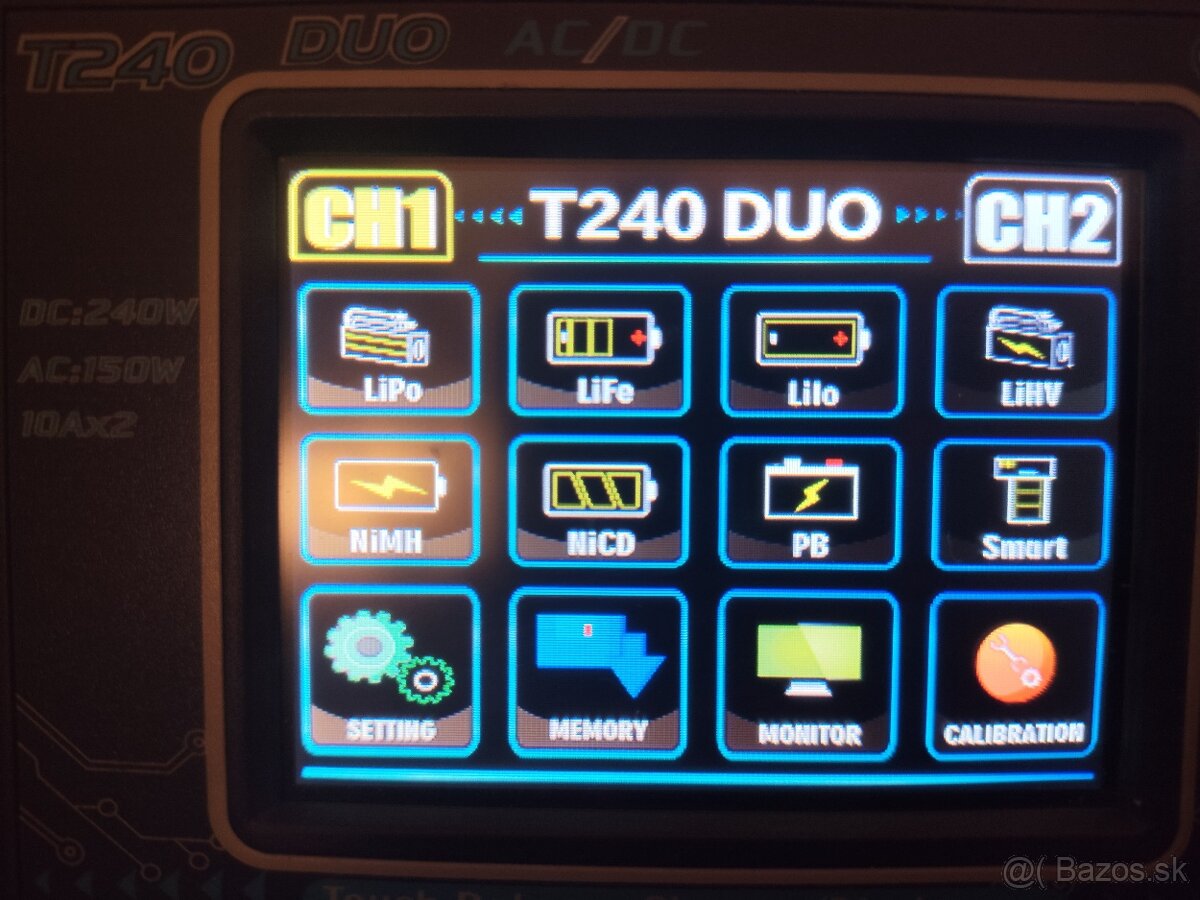 T240 DUO AC/DC
CH1 T240 DUO CH2
DC:240W
AC:150W
10Ax2
LiPo LiFe LiIo LiHV
NiMH NiCD PB Smart
SETTING MEMORY MONITOR CALIBRATION
@( Bazos.sk